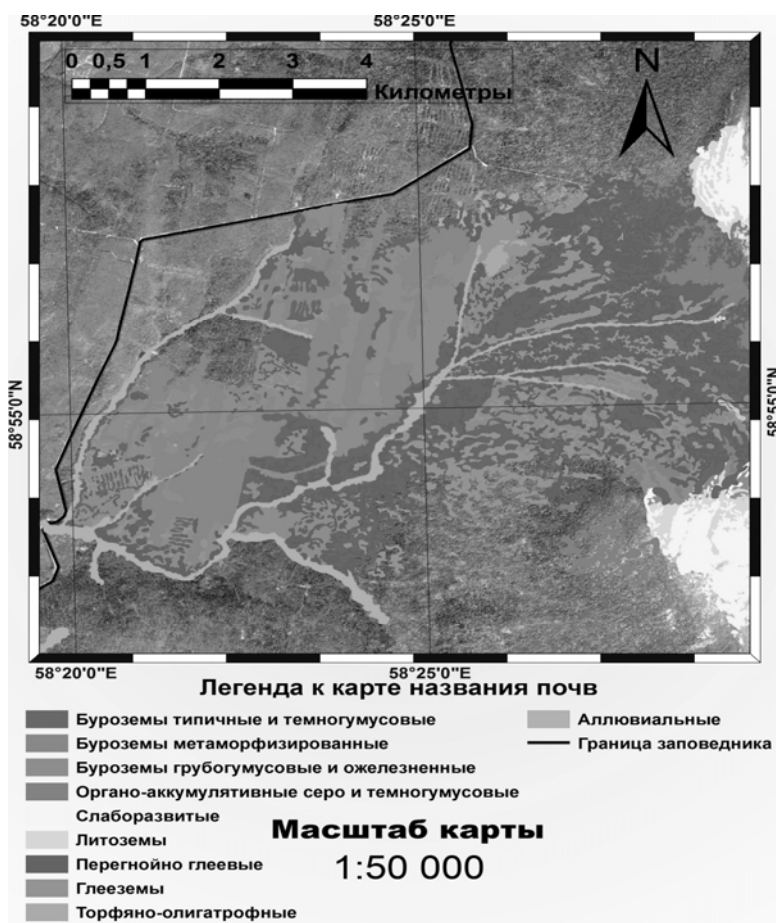 58°20'0"E 58°25'0"E
0 0,5 1 2 3 4
Километры
N
58°55'0"N 58°55'0"N
58°20'0"E 58°25'0"E
Легенда к карте названия почв
Буроземы типичные и темногумусовые
Буроземы метаморфизированные
Буроземы грубогумусовые и ожелезненные
Органо-аккумулятивные серо и темногумусовые
Слаборазвитые
Литоземы
Перегнойно глеевые
Глееземы
Торфяно-олигатрофные
Аллювиальные
Граница заповедника
Масштаб карты
1:50 000